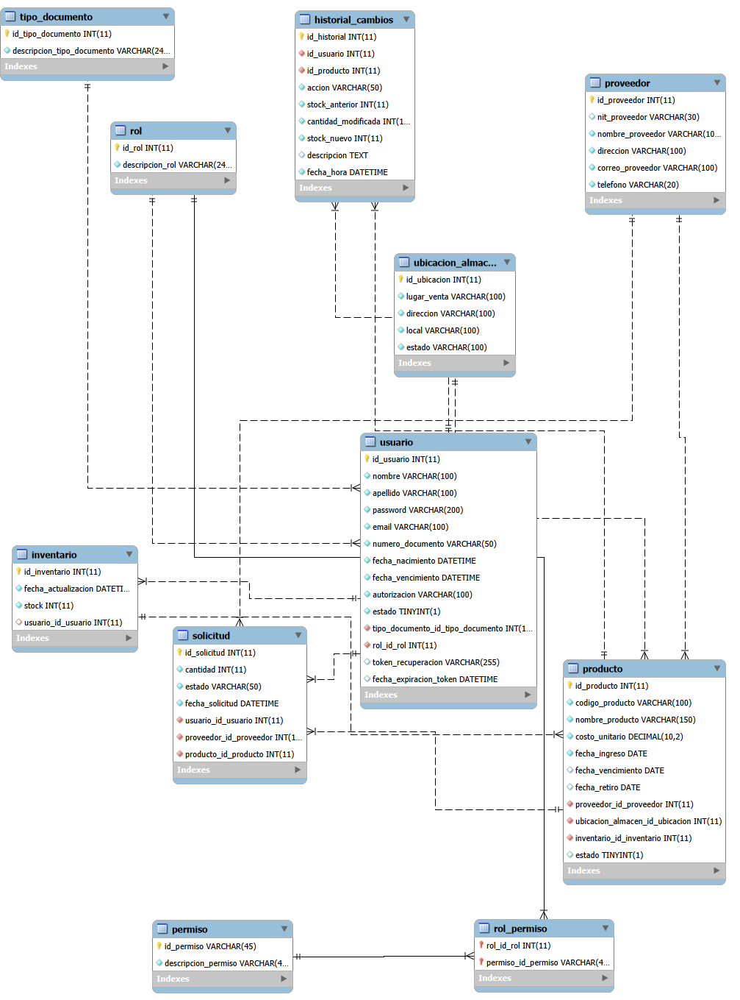 tipo_documento
id_tipo_documento INT(11)
descripcion_tipo_documento VARCHAR(24...
Indexes
historial_cambios
id_historial INT(11)
id_usuario INT(11)
id_producto INT(11)
accion VARCHAR(50)
stock_anterior INT(11)
cantidad_modificada INT(1...
stock_nuevo INT(11)
descripcion TEXT
fecha_hora DATETIME
Indexes
proveedor
id_proveedor INT(11)
nit_proveedor VARCHAR(30)
nombre_proveedor VARCHAR(10...
direccion VARCHAR(100)
correo_proveedor VARCHAR(100)
telefono VARCHAR(20)
Indexes
rol
id_rol INT(11)
descripcion_rol VARCHAR(24...
Indexes
ubicacion_almac...
id_ubicacion INT(11)
lugar_venta VARCHAR(100)
direccion VARCHAR(100)
local VARCHAR(100)
estado VARCHAR(100)
Indexes
usuario
id_usuario INT(11)
nombre VARCHAR(100)
apellido VARCHAR(100)
password VARCHAR(200)
email VARCHAR(100)
numero_documento VARCHAR(50)
fecha_nacimiento DATETIME
fecha_vencimiento DATETIME
autorizacion VARCHAR(100)
estado TINYINT(1)
tipo_documento_id_tipo_documento INT(1...
rol_id_rol INT(11)
token_recuperacion VARCHAR(255)
fecha_expiracion_token DATETIME
Indexes
inventario
id_inventario INT(11)
fecha_actualizacion DATETI...
stock INT(11)
usuario_id_usuario INT(11)
Indexes
solicitud
id_solicitud INT(11)
cantidad INT(11)
estado VARCHAR(50)
fecha_solicitud DATETIME
usuario_id_usuario INT(11)
proveedor_id_proveedor INT(1...
producto_id_producto INT(11)
Indexes
producto
id_producto INT(11)
codigo_producto VARCHAR(100)
nombre_producto VARCHAR(150)
costo_unitario DECIMAL(10,2)
fecha_ingreso DATE
fecha_vencimiento DATE
fecha_retiro DATE
proveedor_id_proveedor INT(11)
ubicacion_almacen_id_ubicacion INT(11)
inventario_id_inventario INT(11)
estado TINYINT(1)
Indexes
permiso
id_permiso VARCHAR(45)
descripcion_permiso VARCHAR(4...
Indexes
rol_permiso
rol_id_rol INT(11)
permiso_id_permiso VARCHAR(4...
Indexes